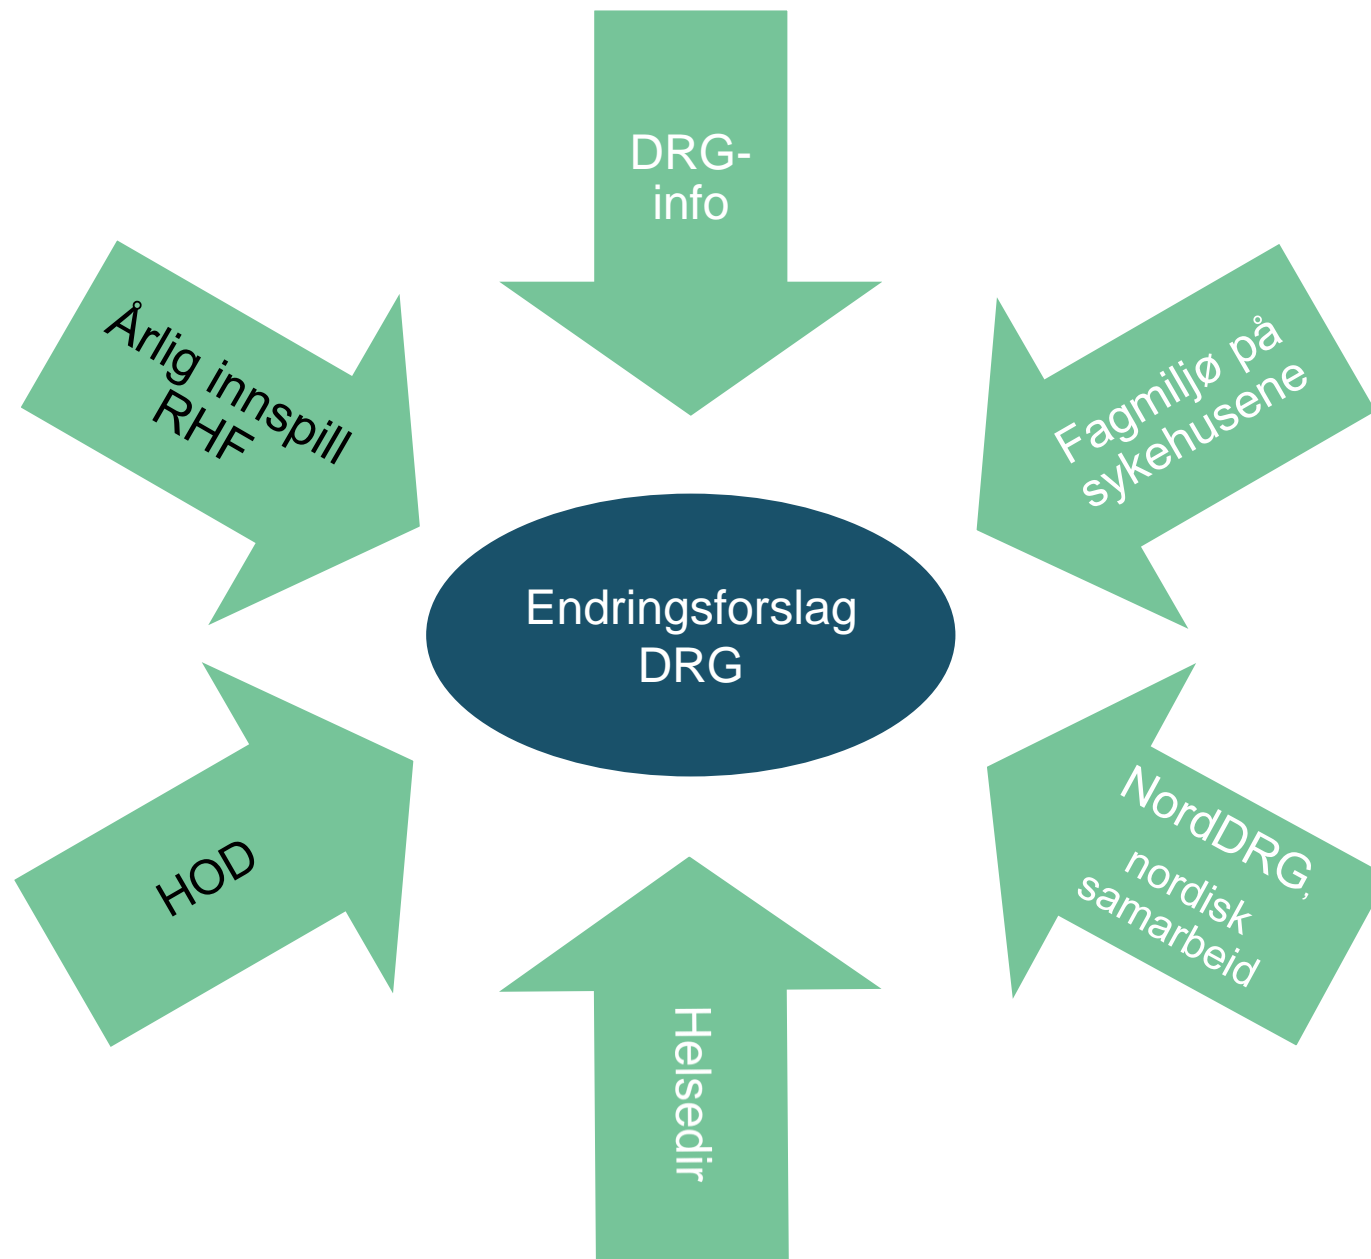 DRG-
info
Årlig innspill
RHF
Fagmiljø på
sykehusene
Endringsforslag
DRG
HOD
NordDRG,
nordisk
samarbeid
Helsedir